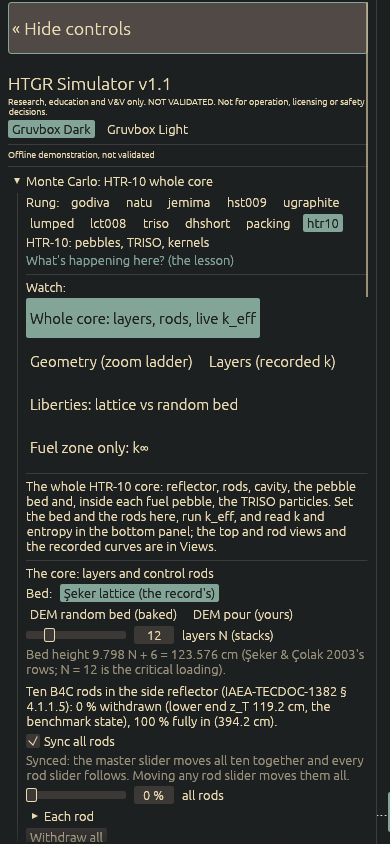 « Hide controls
HTGR Simulator v1.1
Research, education and V&V only. NOT VALIDATED. Not for operation, licensing or safety
decisions.
Gruvbox Dark Gruvbox Light
Offline demonstration, not validated
▼ Monte Carlo: HTR-10 whole core
Rung: godiva natu jemima hst009 ugraphite
lumped lct008 triso dhshort packing htr10
HTR-10: pebbles, TRISO, kernels
What's happening here? (the lesson)
Watch:
Whole core: layers, rods, live k_eff
Geometry (zoom ladder) Layers (recorded k)
Liberties: lattice vs random bed
Fuel zone only: k∞
The whole HTR-10 core: reflector, rods, cavity, the pebble
bed and, inside each fuel pebble, the TRISO particles. Set
the bed and the rods here, run k_eff, and read k and
entropy in the bottom panel; the top and rod views and
the recorded curves are in Views.
The core: layers and control rods
Bed: Şeker lattice (the record's)
DEM random bed (baked) DEM pour (yours)
12 layers N (stacks)
Bed height 9.798 N + 6 = 123.576 cm (Şeker & Çolak 2003's
rows; N = 12 is the critical loading).
Ten B4C rods in the side reflector (IAEA-TECDOC-1382 §
4.1.1.5): 0 % withdrawn (lower end z_T 119.2 cm, the
benchmark state), 100 % fully in (394.2 cm).
✓ Sync all rods
Synced: the master slider moves all ten together and every
rod slider follows. Moving any rod slider moves them all.
0 % all rods
▸ Each rod
Withdraw all